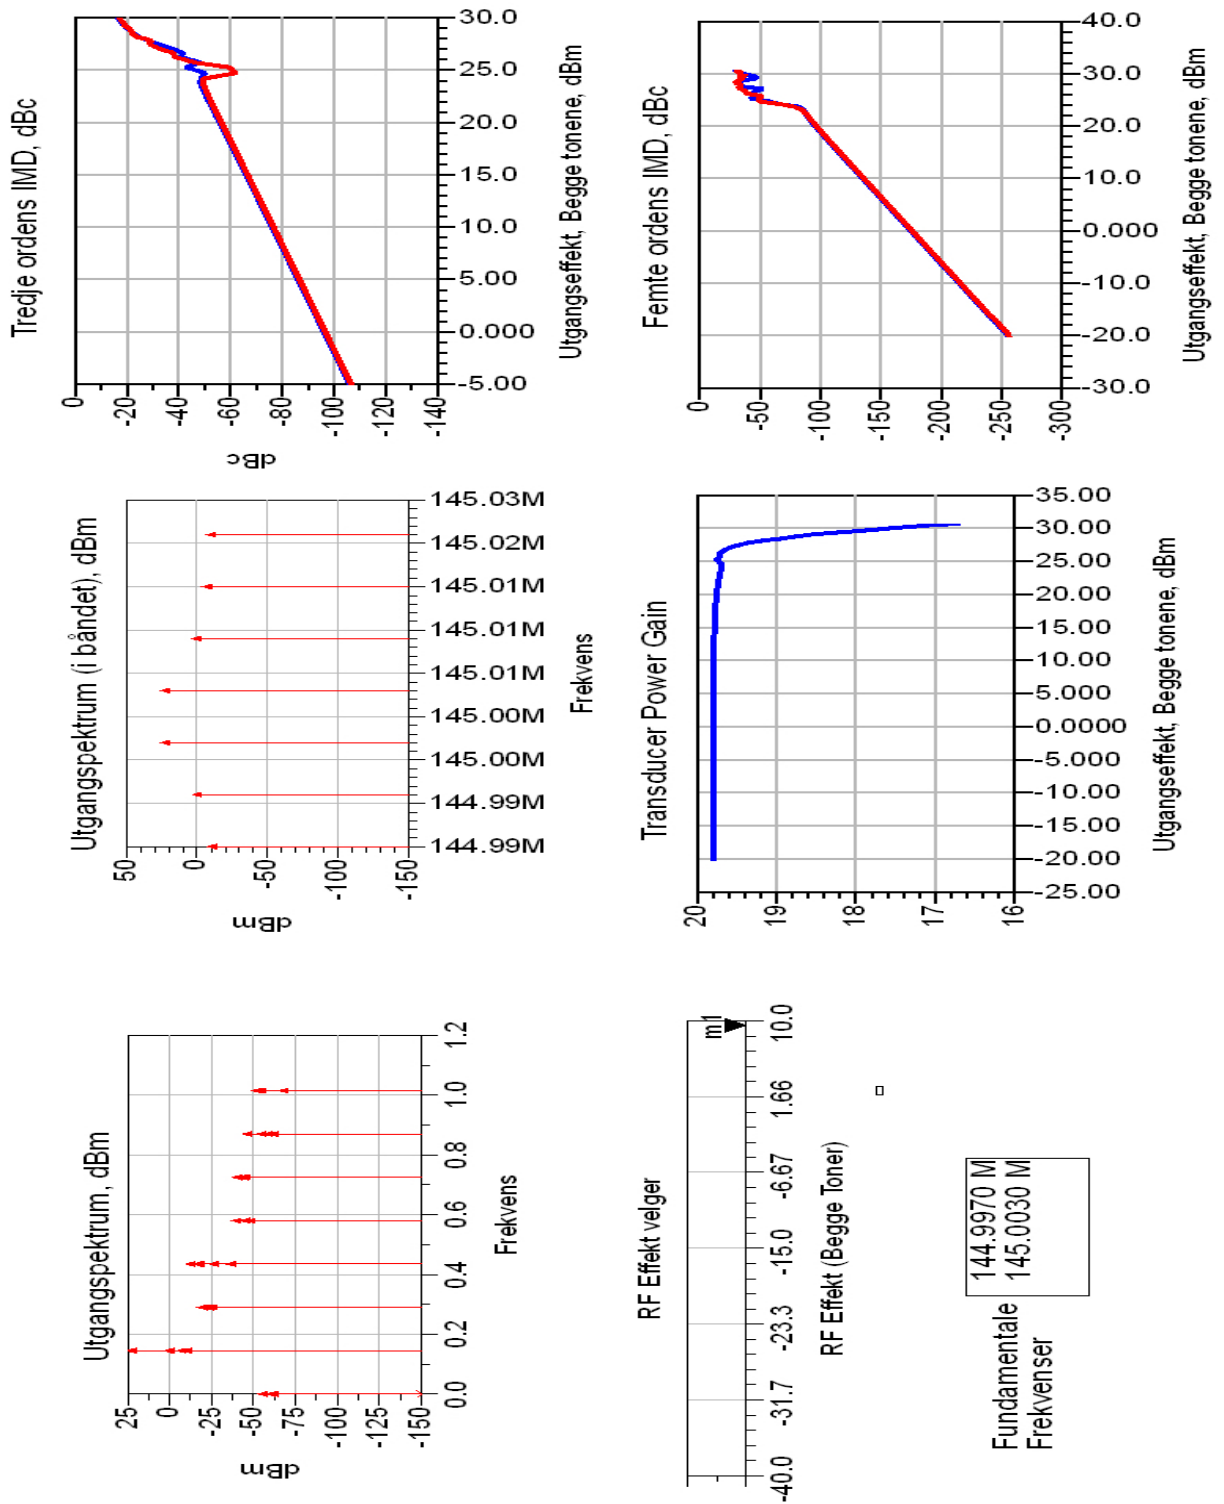 Utgangspektrum, dBm
25
0
-25
-50
-75
-100
-125
-150
dBm
0.0
0.2
0.4
0.6
0.8
1.0
1.2
Frekvens
Utgangspektrum (i båndet), dBm
50
0
-50
-100
-150
dBm
144.99M
144.99M
145.00M
145.00M
145.01M
145.01M
145.01M
145.02M
145.03M
Frekvens
Tredje ordens IMD, dBc
0
-20
-40
-60
-80
-100
-120
-140
dBc
-5.00
0.000
5.00
10.0
15.0
20.0
25.0
30.0
Utgangseffekt, Begge tonene, dBm
RF Effekt velger
m1
-40.0
-31.7
-23.3
-15.0
-6.67
1.66
10.0
RF Effekt (Begge Toner)
Fundamentale
Frekvenser
144.9970 M
145.0030 M
Transducer Power Gain
20
19
18
17
16
-25.00
-20.00
-15.00
-10.00
-5.000
0.0000
5.000
10.00
15.00
20.00
25.00
30.00
35.00
Utgangseffekt, Begge tonene, dBm
Femte ordens IMD, dBc
0
-50
-100
-150
-200
-250
-300
-30.0
-20.0
-10.0
0.000
10.0
20.0
30.0
40.0
Utgangseffekt, Begge tonene, dBm